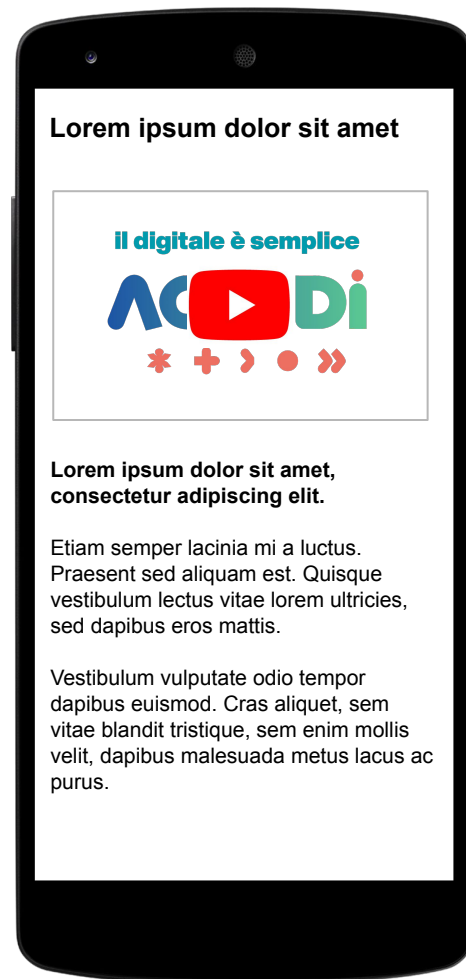 Lorem ipsum dolor sit amet
il digitale è semplice
Lorem ipsum dolor sit amet,
consectetur adipiscing elit.
Etiam semper lacinia mi a luctus.
Praesent sed aliquam est. Quisque
vestibulum lectus vitae lorem ultricies,
sed dapibus eros mattis.
Vestibulum vulputate odio tempor
dapibus euismod. Cras aliquet, sem
vitae blandit tristique, sem enim mollis
velit, dapibus malesuada metus lacus ac
purus.